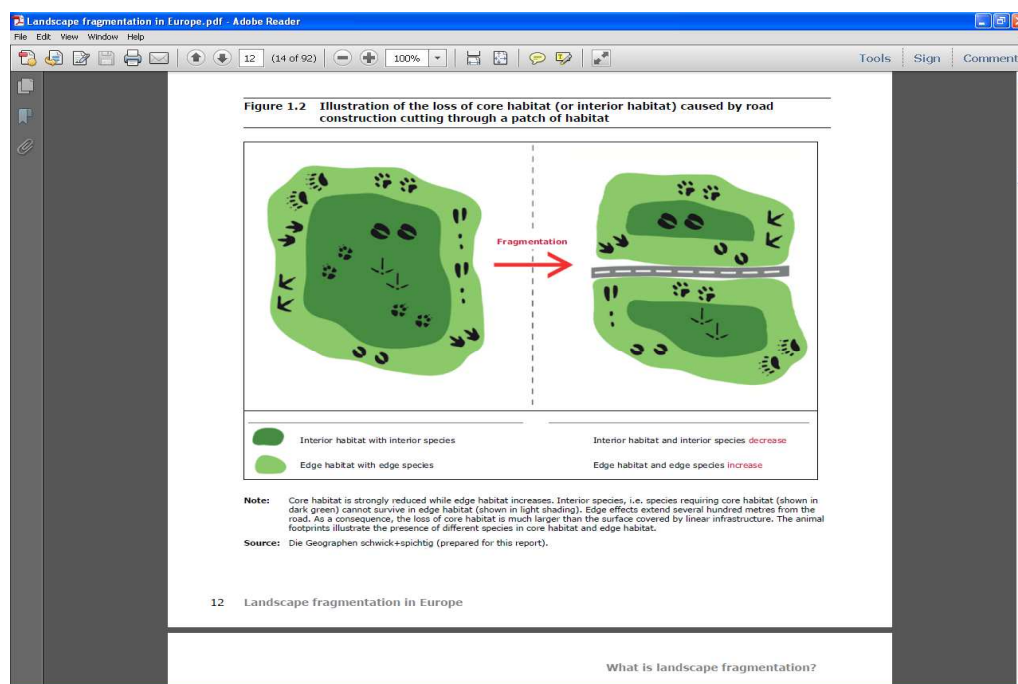 Landscape fragmentation in Europe.pdf - Adobe Reader
File Edit View Window Help
12 (14 of 92) 100% Tools Sign Comment
Figure 1.2 Illustration of the loss of core habitat (or interior habitat) caused by road
construction cutting through a patch of habitat
Fragmentation
Interior habitat with interior species
Edge habitat with edge species
Interior habitat and interior species decrease
Edge habitat and edge species increase
Note: Core habitat is strongly reduced while edge habitat increases. Interior species, i.e. species requiring core habitat (shown in
dark green) cannot survive in edge habitat (shown in light shading). Edge effects extend several hundred metres from the
road. As a consequence, the loss of core habitat is much larger than the surface covered by linear infrastructure. The animal
footprints illustrate the presence of different species in core habitat and edge habitat.
Source: Die Geographen schwick+spichtig (prepared for this report).
12 Landscape fragmentation in Europe
What is landscape fragmentation?